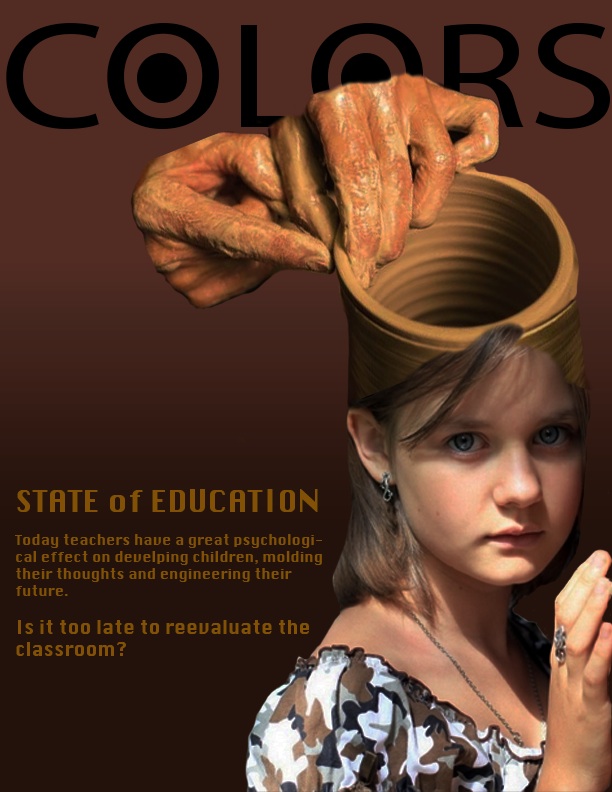 COLORS
STATE of EDUCATION
Today teachers have a great psychologi-
cal effect on develping children, molding
their thoughts and engineering their
future.
Is it too late to reevaluate the
classroom?